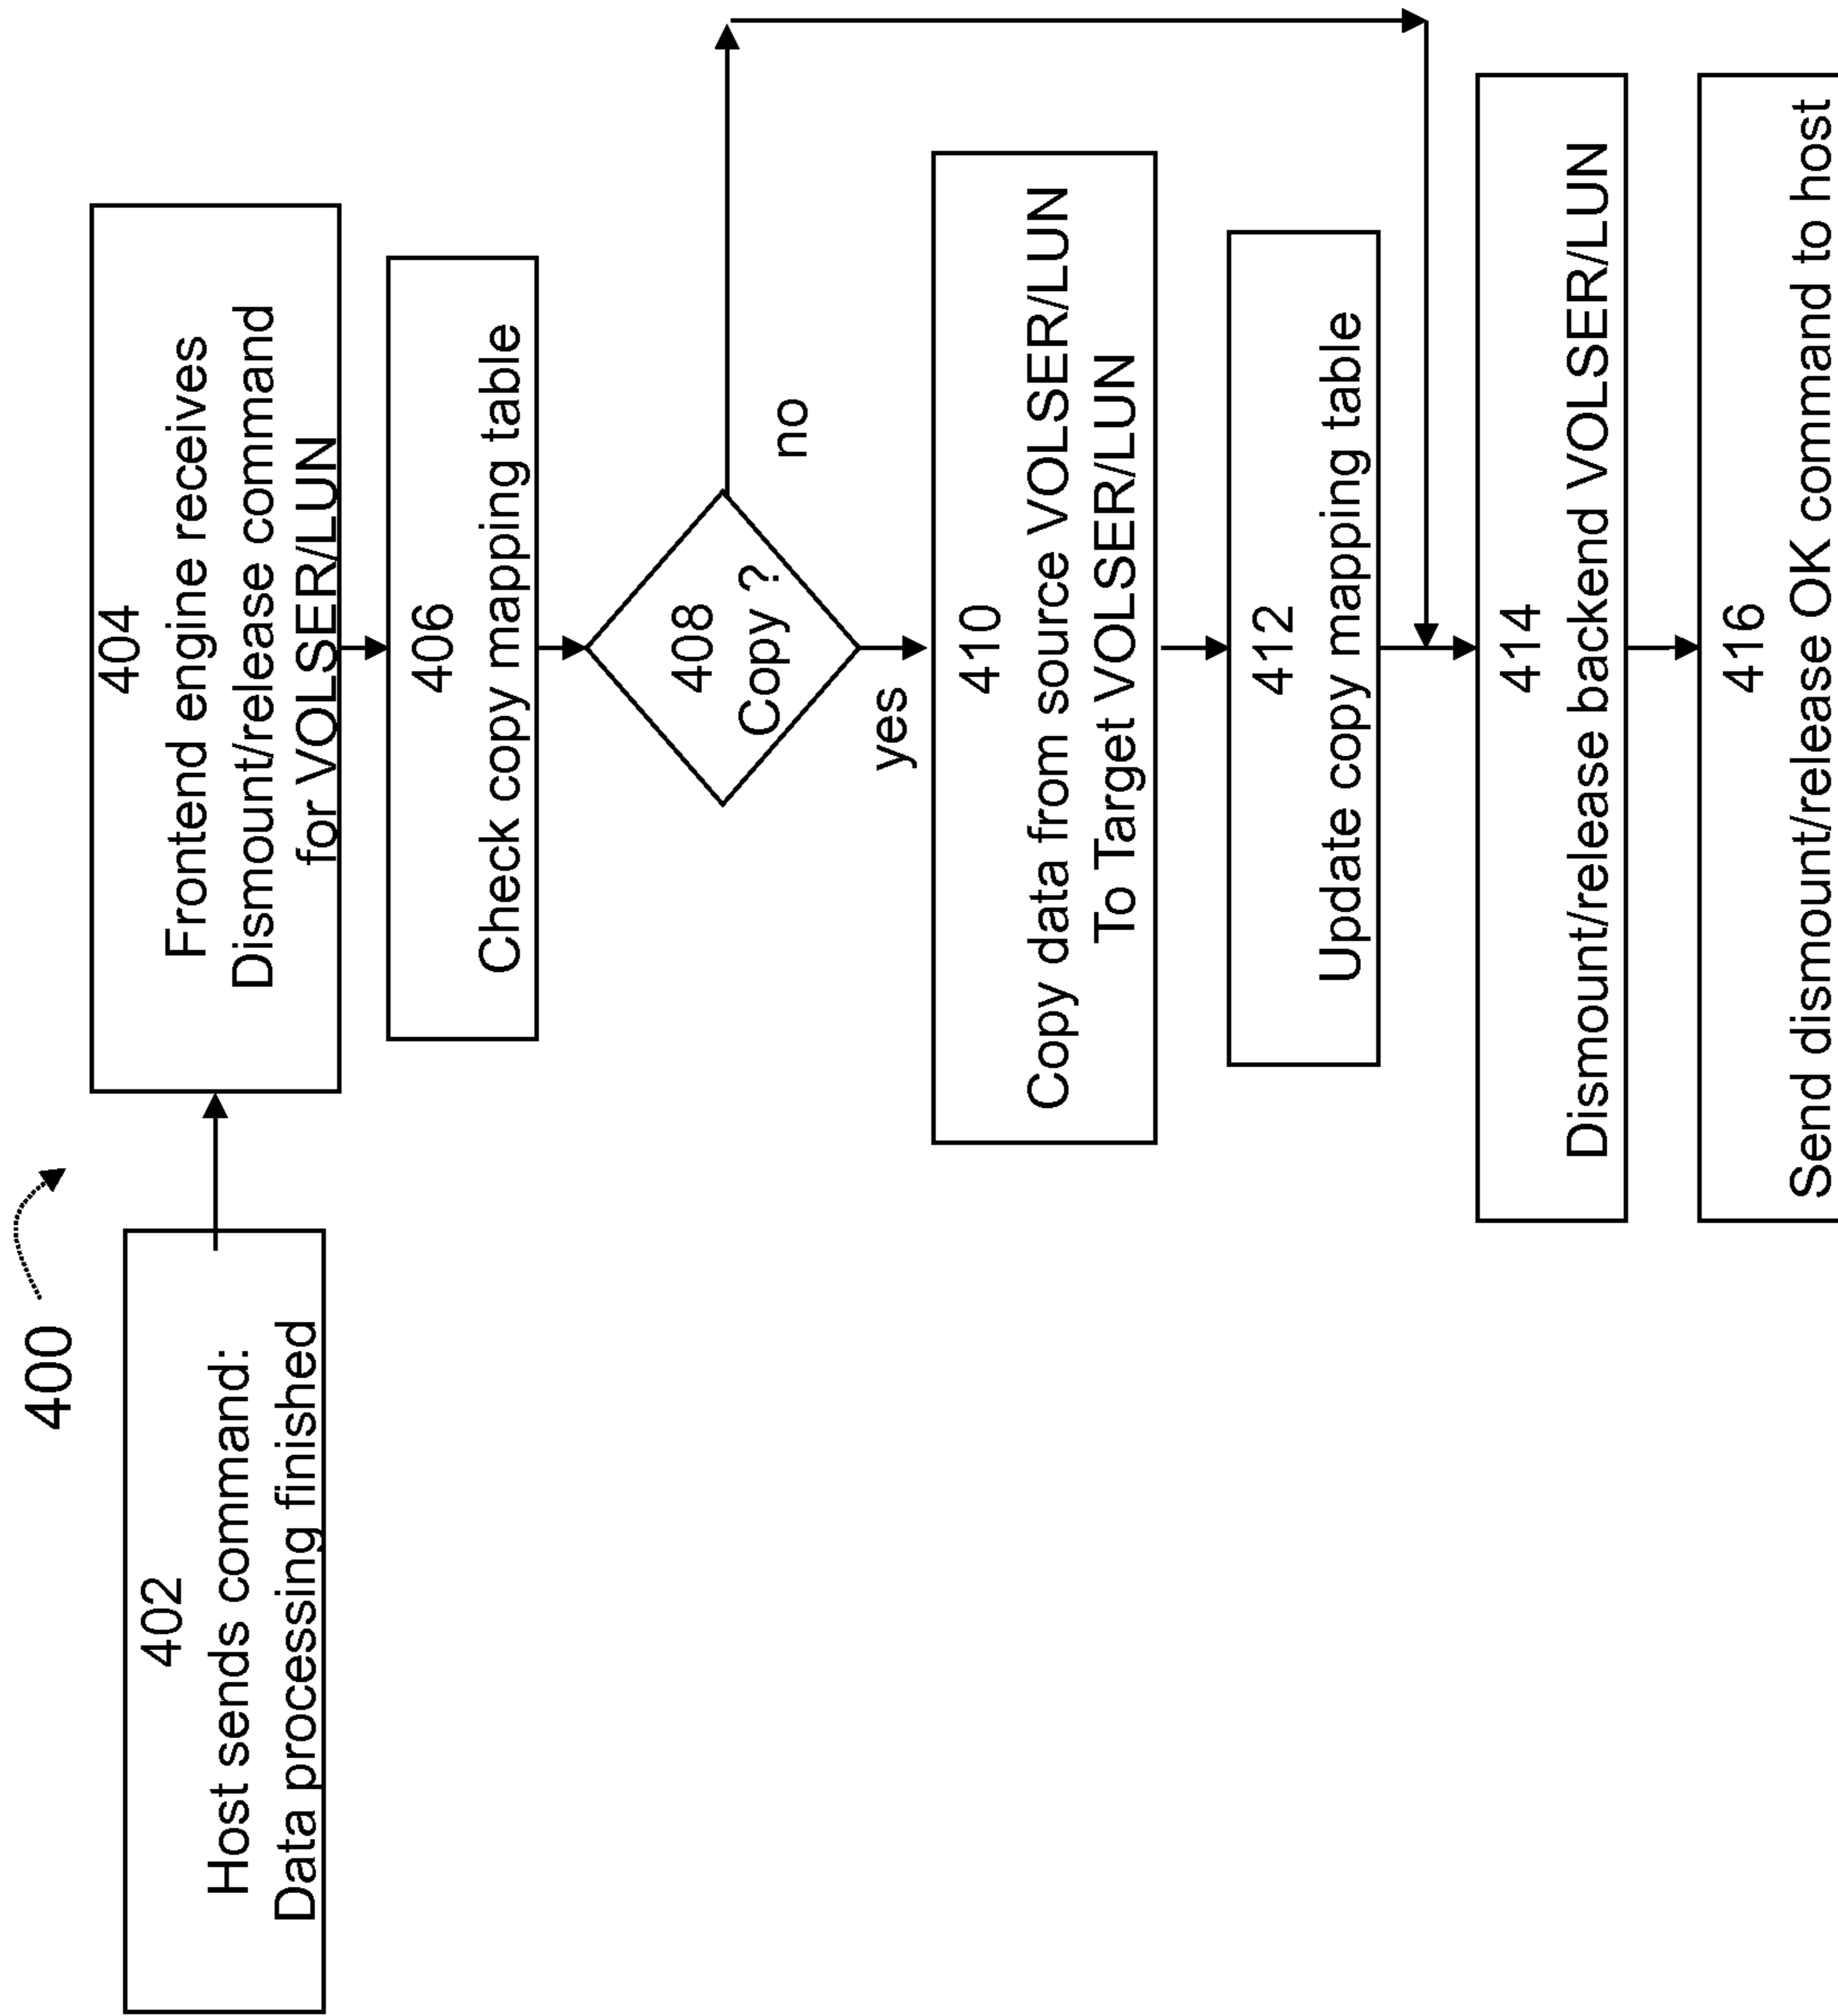 400
402
Host sends command:
Data processing finished
404
Frontend engine receives
Dismount/release command
for VOLSER/LUN
406
Check copy mapping table
408
Copy ?
no
yes
410
Copy data from source VOLSER/LUN
To Target VOLSER/LUN
412
Update copy mapping table
414
Dismount/release backend VOLSER/LUN
416
Send dismount/release OK command to host